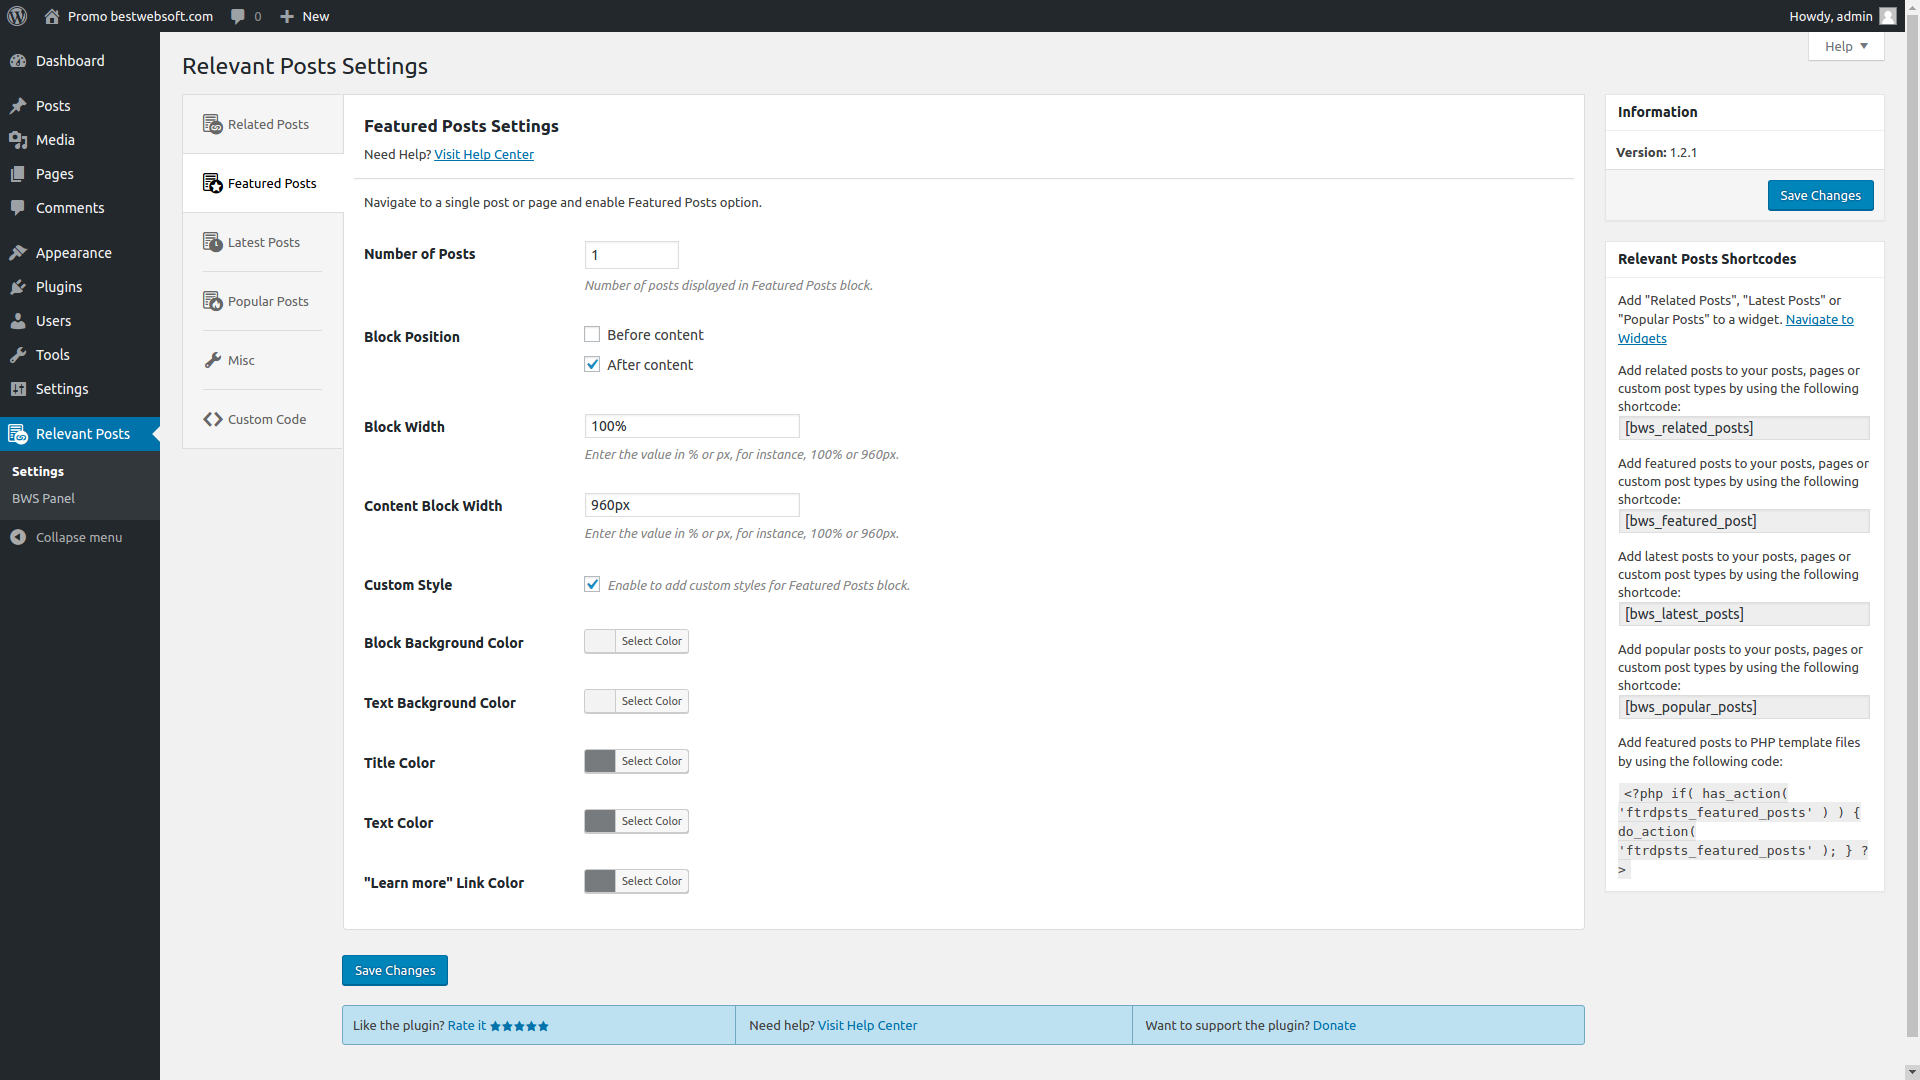 Promo bestwebsoft.com
0
New
Howdy, admin
Help
Dashboard
Posts
Media
Pages
Comments
Appearance
Plugins
Users
Tools
Settings
Relevant Posts
Settings
BWS Panel
Collapse menu
Relevant Posts Settings
Related Posts
Featured Posts
Latest Posts
Popular Posts
Misc
Custom Code
Featured Posts Settings
Need Help? Visit Help Center
Navigate to a single post or page and enable Featured Posts option.
Number of Posts
1
Number of posts displayed in Featured Posts block.
Block Position
Before content
After content
Block Width
100%
Enter the value in % or px, for instance, 100% or 960px.
Content Block Width
960px
Enter the value in % or px, for instance, 100% or 960px.
Custom Style
Enable to add custom styles for Featured Posts block.
Block Background Color
Select Color
Text Background Color
Select Color
Title Color
Select Color
Text Color
Select Color
"Learn more" Link Color
Select Color
Save Changes
Like the plugin? Rate it
Need help? Visit Help Center
Want to support the plugin? Donate
Information
Version: 1.2.1
Save Changes
Relevant Posts Shortcodes
Add "Related Posts", "Latest Posts" or
"Popular Posts" to a widget. Navigate to
Widgets
Add related posts to your posts, pages or
custom post types by using the following
shortcode:
[bws_related_posts]
Add featured posts to your posts, pages or
custom post types by using the following
shortcode:
[bws_featured_post]
Add latest posts to your posts, pages or
custom post types by using the following
shortcode:
[bws_latest_posts]
Add popular posts to your posts, pages or
custom post types by using the following
shortcode:
[bws_popular_posts]
Add featured posts to PHP template files
by using the following code:
<?php if( has_action(
'ftrdpsts_featured_posts' ) ) {
do_action(
'ftrdpsts_featured_posts' ); } ?
>